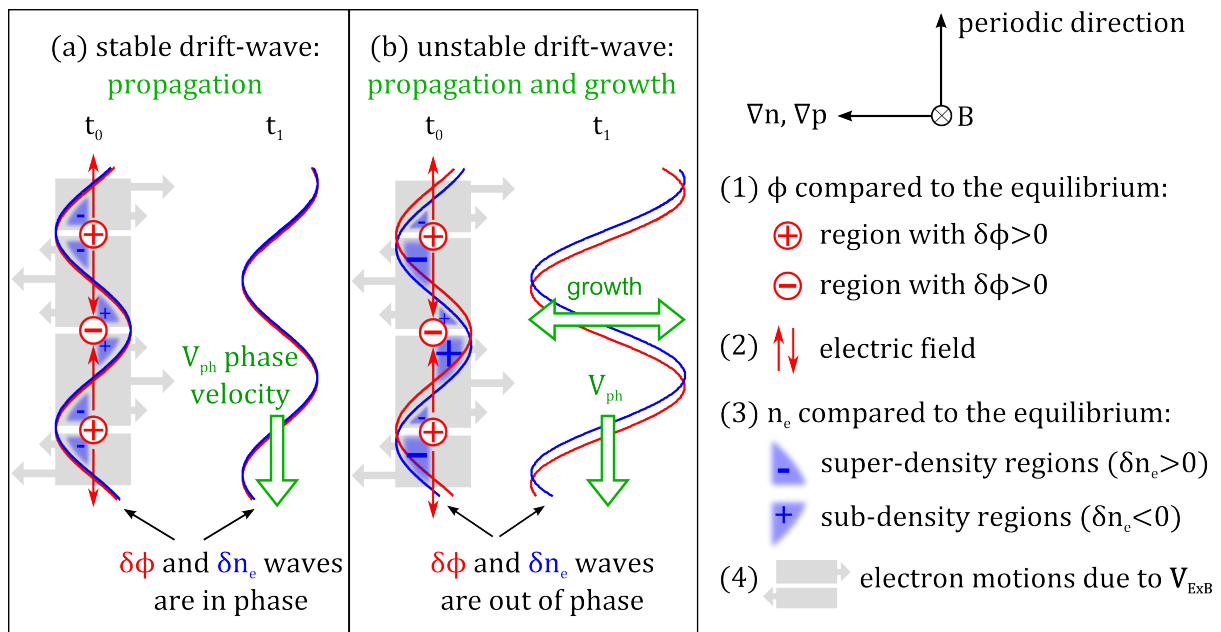 (a) stable drift-wave:
propagation
t₀
t₁
-
+
-
+
-
+
-
+
-
V_ph phase
velocity
δϕ and δnₑ waves
are in phase
(b) unstable drift-wave:
propagation and growth
t₀
t₁
-
+
-
+
-
+
-
+
-
growth
V_ph
δϕ and δnₑ waves
are out of phase
periodic direction
∇n, ∇p
B
(1) ϕ compared to the equilibrium:
+ region with δϕ>0
− region with δϕ>0
(2) electric field
(3) nₑ compared to the equilibrium:
- super-density regions (δnₑ>0)
+ sub-density regions (δnₑ<0)
(4) electron motions due to V_ExB